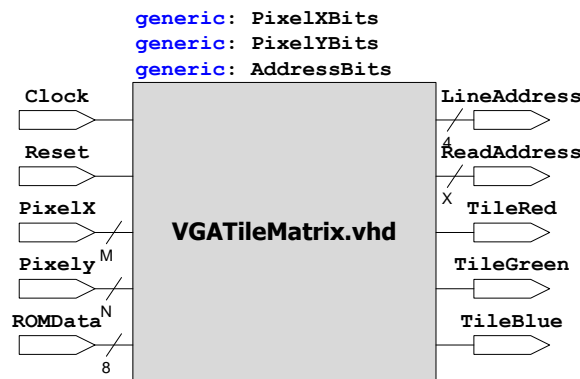 generic: PixelXBits
generic: PixelYBits
generic: AddressBits
Clock
LineAddress
4
Reset
ReadAddress
X
PixelX
M
VGATileMatrix.vhd
TileRed
Pixely
N
TileGreen
ROMData
8
TileBlue